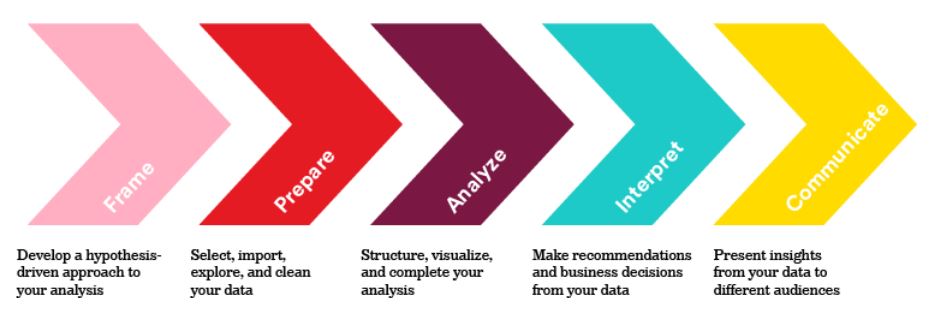 Frame
Prepare
Analyze
Interpret
Communicate
Develop a hypothesis-
driven approach to
your analysis
Select, import,
explore, and clean
your data
Structure, visualize,
and complete your
analysis
Make recommendations
and business decisions
from your data
Present insights
from your data to
different audiences